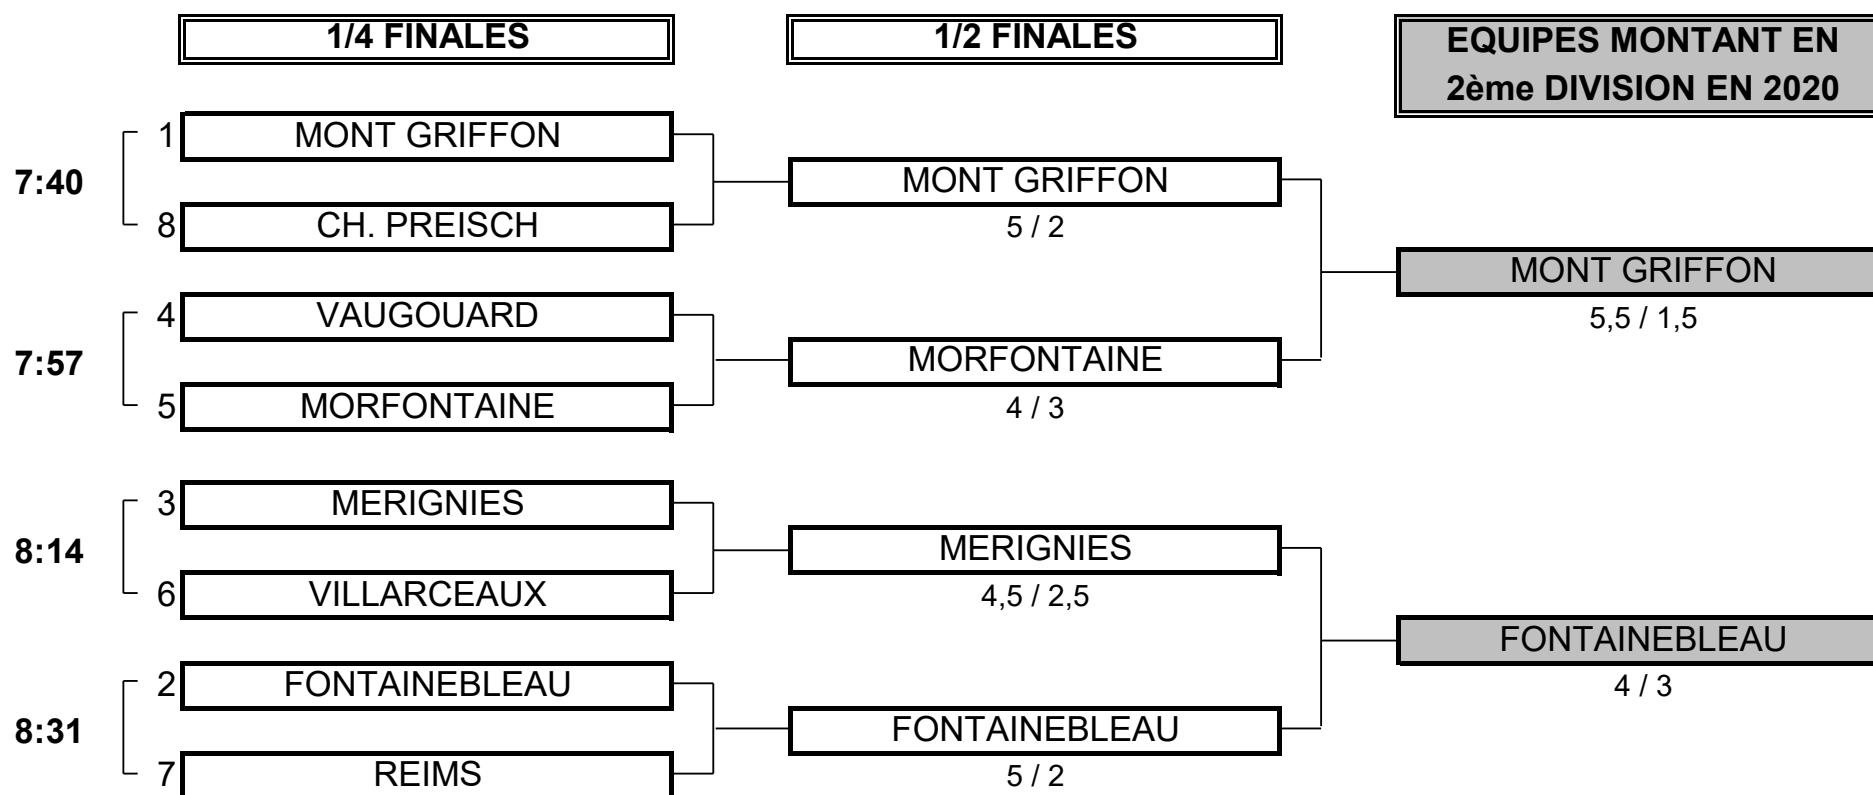 1/4 FINALES
1/2 FINALES
EQUIPES MONTANT EN
2ème DIVISION EN 2020
7:40
1 MONT GRIFFON
8 CH. PREISCH
MONT GRIFFON
5 / 2
7:57
4 VAUGOUARD
5 MORFONTAINE
MORFONTAINE
4 / 3
MONT GRIFFON
5,5 / 1,5
8:14
3 MERIGNIES
6 VILLARCEAUX
MERIGNIES
4,5 / 2,5
8:31
2 FONTAINEBLEAU
7 REIMS
FONTAINEBLEAU
5 / 2
FONTAINEBLEAU
4 / 3